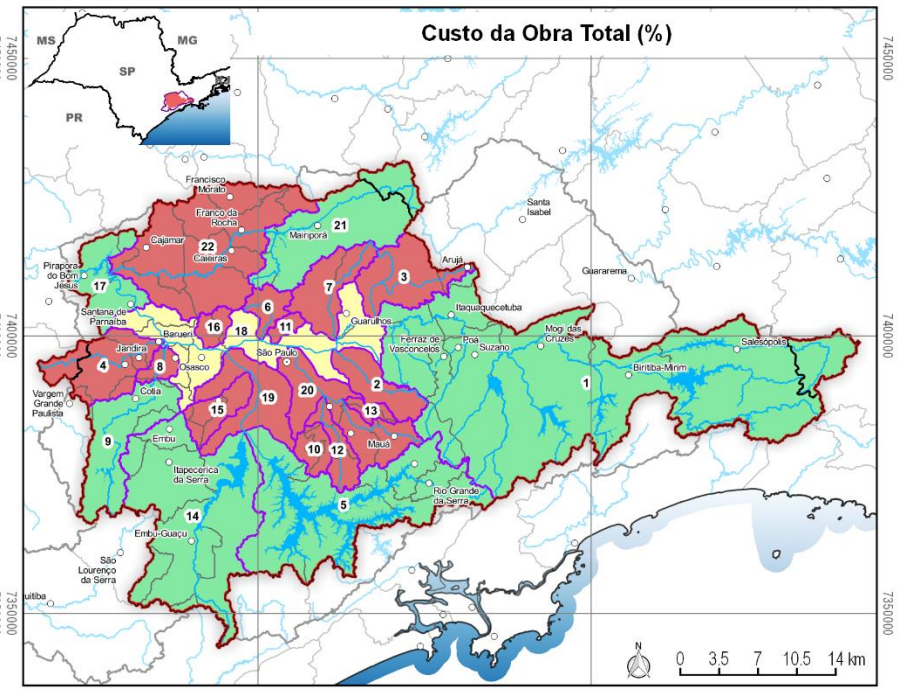 Custo da Obra Total (%)
MS
MG
SP
PR
7450000
7450000
Francisco
Morato
Franco da
Rocha
Santa
Isabel
21
Mairiporã
22
Cajamar
Caieiras
Arujá
Pirapora
do Bom
Jesus
3
7
Guararema
17
Itaquaquecetuba
Santana de
Parnaíba
6
Guarulhos
16
18
11
Mogi das
Cruzes
7400000
7400000
Barueri
Ferraz de
Vasconcelos
Poá
Suzano
Salesópolis
Jandira
São Paulo
4
8
Osasco
Biritiba-Mirim
1
2
Cotia
19
20
Vargem
Grande
Paulista
15
13
9
Embu
Mauá
10
12
Itapecerica
da Serra
Rio Grande
da Serra
5
14
Embu-Guaçu
São
Lourenço
da Serra
uitiba
7350000
7350000
N
0 3.5 7 10.5 14 km